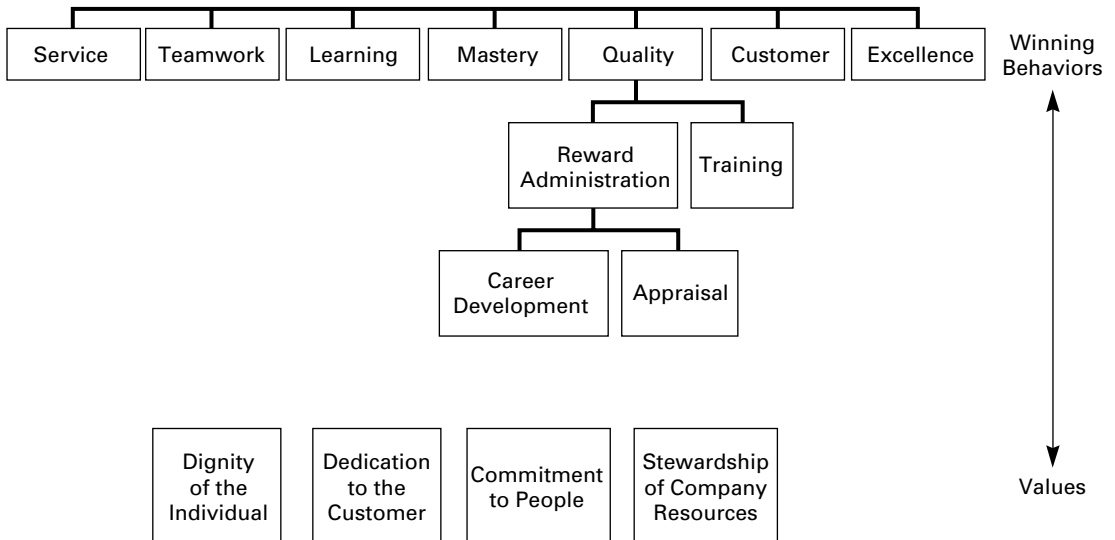 Service
Teamwork
Learning
Mastery
Quality
Customer
Excellence
Winning
Behaviors
Reward
Administration
Training
Career
Development
Appraisal
Dignity
of the
Individual
Dedication
to the
Customer
Commitment
to People
Stewardship
of Company
Resources
Values